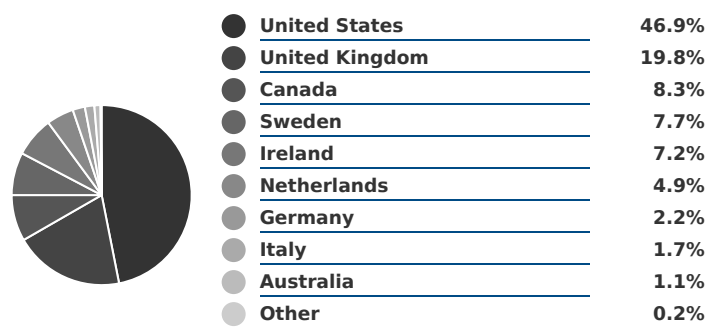 United States 46.9%
United Kingdom 19.8%
Canada 8.3%
Sweden 7.7%
Ireland 7.2%
Netherlands 4.9%
Germany 2.2%
Italy 1.7%
Australia 1.1%
Other 0.2%